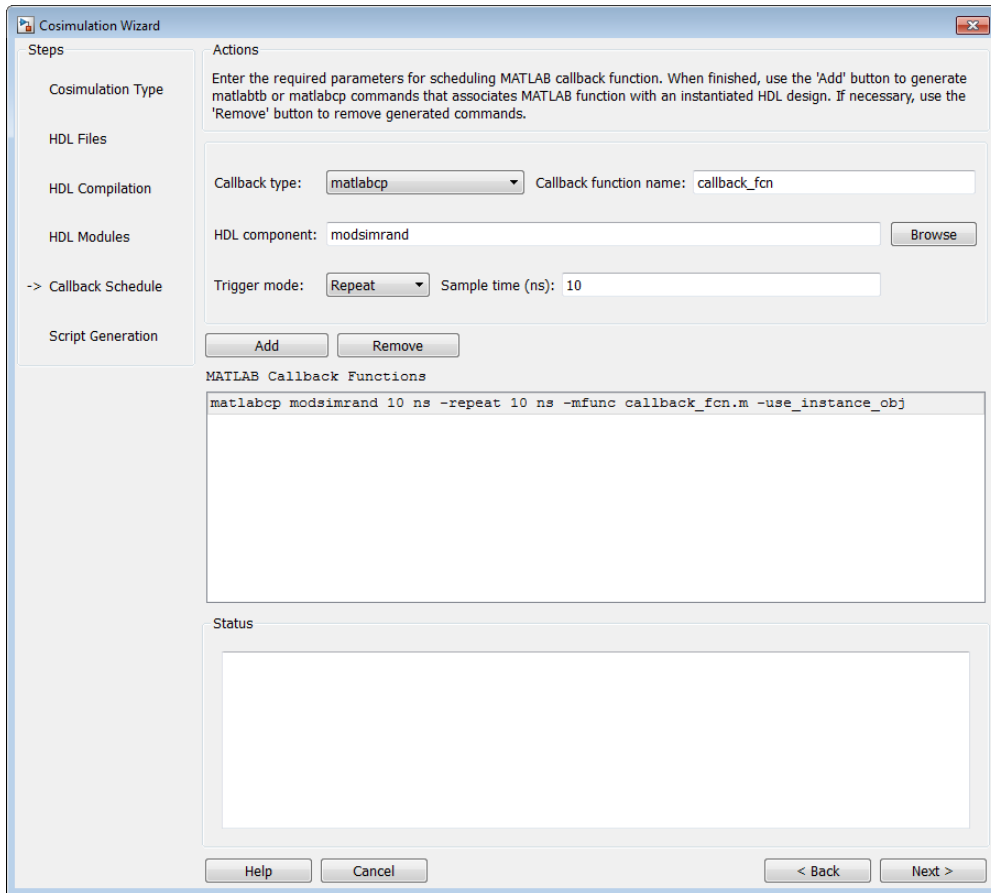 Cosimulation Wizard
Steps
Cosimulation Type
HDL Files
HDL Compilation
HDL Modules
-> Callback Schedule
Script Generation
Actions
Enter the required parameters for scheduling MATLAB callback function. When finished, use the 'Add' button to generate
matlabtb or matlabcp commands that associates MATLAB function with an instantiated HDL design. If necessary, use the
'Remove' button to remove generated commands.
Callback type: matlabcp Callback function name: callback_fcn
HDL component: modsimrand Browse
Trigger mode: Repeat Sample time (ns): 10
Add Remove
MATLAB Callback Functions
matlabcp modsimrand 10 ns -repeat 10 ns -mfunc callback_fcn.m -use_instance_obj
Status
Help Cancel < Back Next >